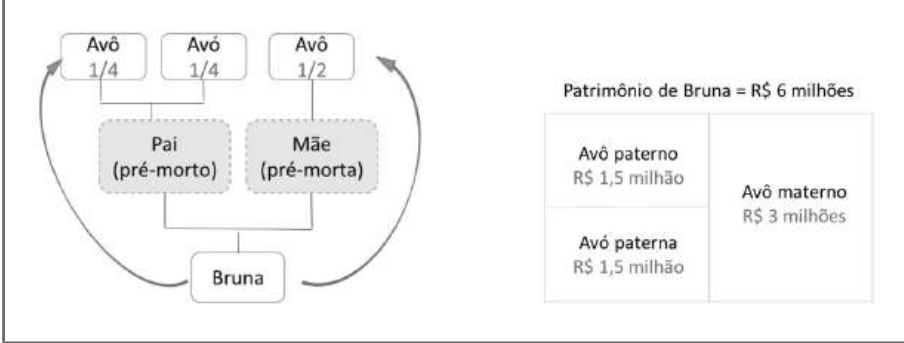 Avô
1/4
Avó
1/4
Avô
1/2
Pai
(pré-morto)
Mãe
(pré-morta)
Bruna
Patrimônio de Bruna = R$ 6 milhões
Avô paterno
R$ 1,5 milhão
Avó paterna
R$ 1,5 milhão
Avô materno
R$ 3 milhões